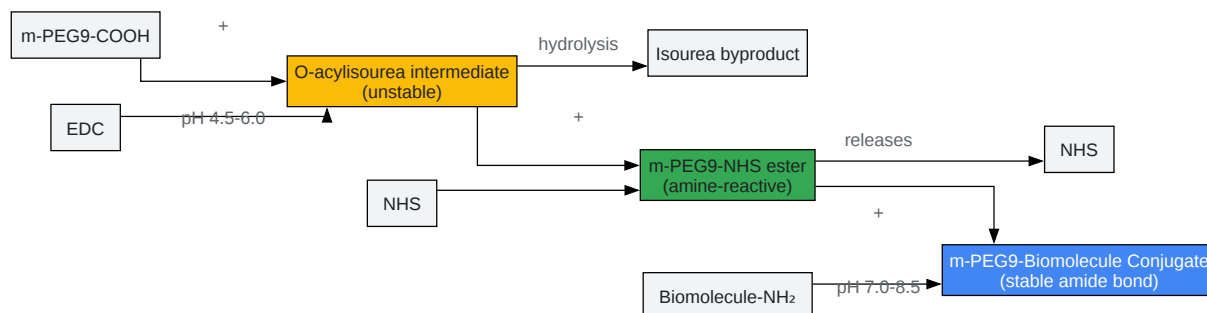 m-PEG9-COOH
+
hydrolysis
Isourea byproduct
O-acylisourea intermediate
(unstable)
EDC
pH 4.5-6.0
+
releases
NHS
m-PEG9-NHS ester
(amine-reactive)
NHS
+
m-PEG9-Biomolecule Conjugate
(stable amide bond)
Biomolecule-NH₂
pH 7.0-8.5